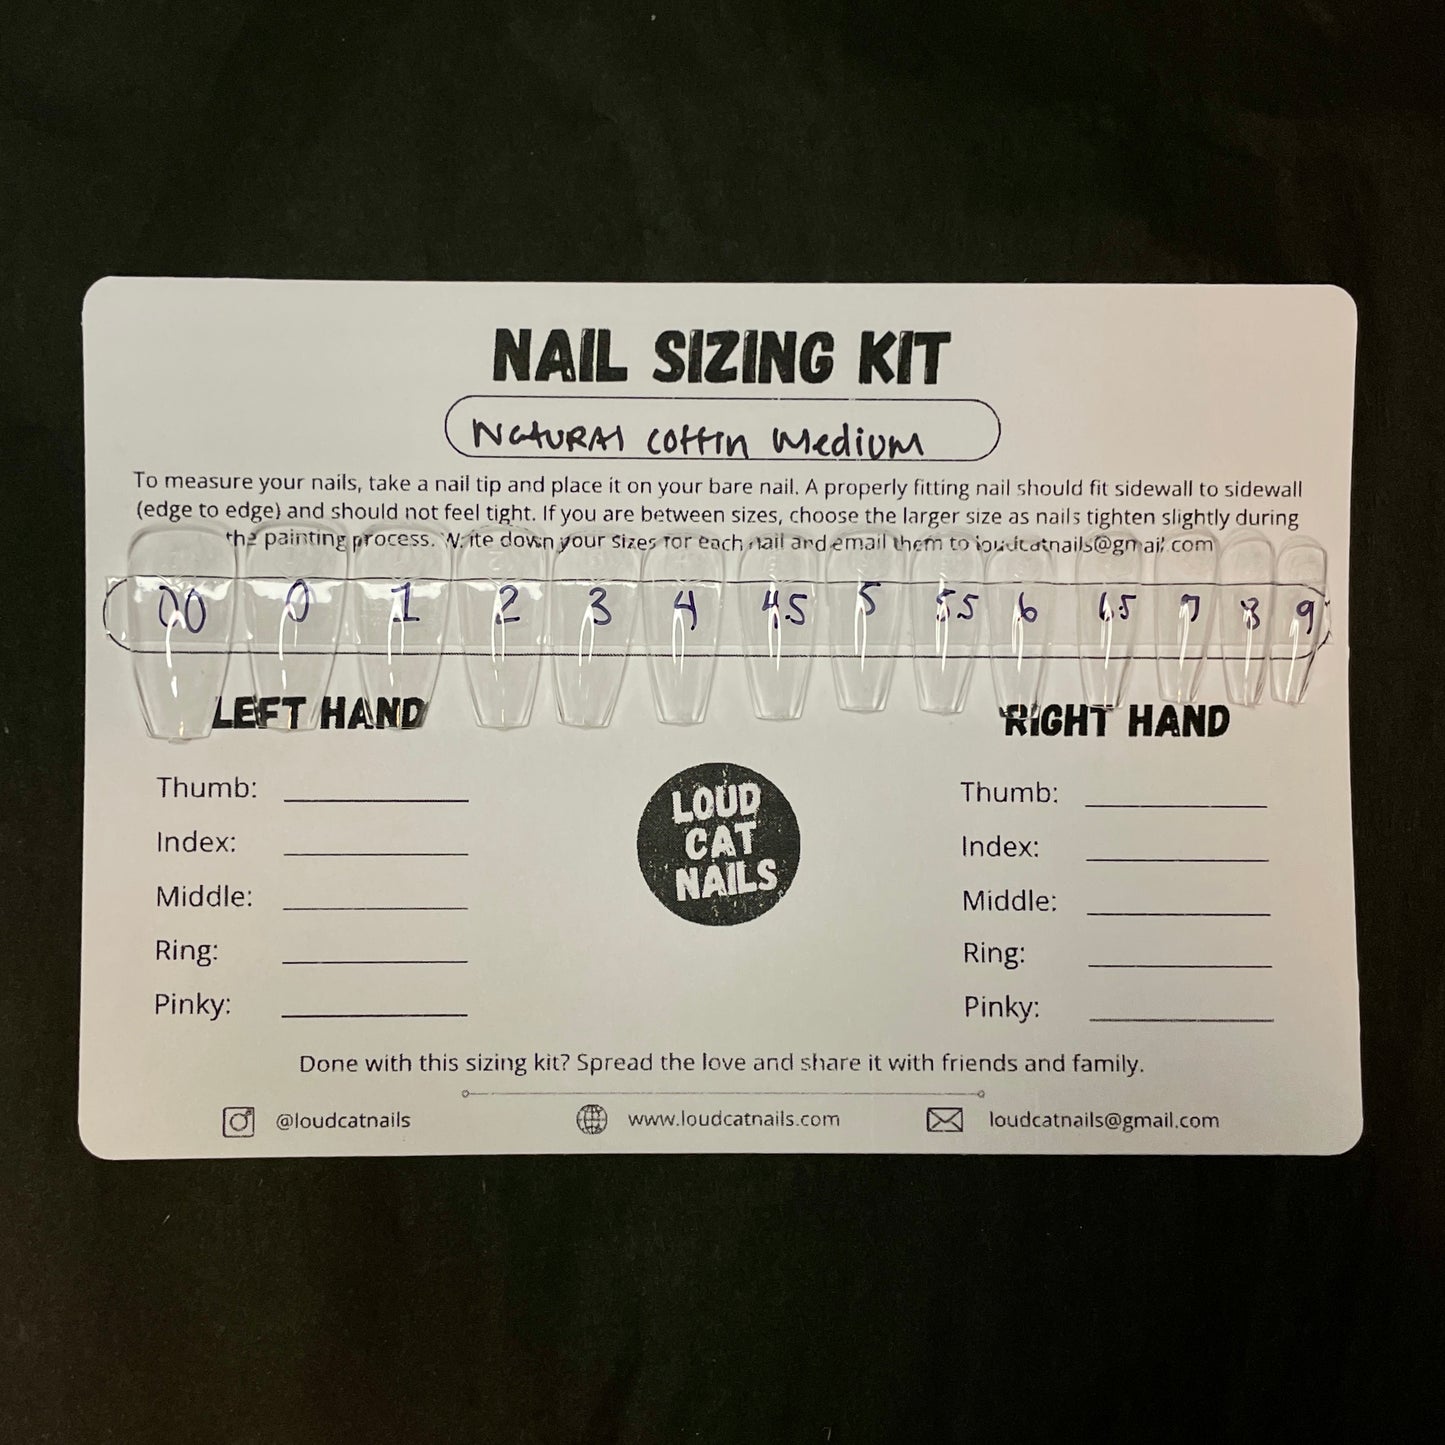 NAIL SIZING KIT
Natural Coffin Medium
To measure your nails, take a nail tip and place it on your bare nail. A properly fitting nail should fit sidewall to sidewall
(edge to edge) and should not feel tight. If you are between sizes, choose the larger size as nails tighten slightly during
the painting process. Write down your sizes for each nail and email them to loudcatnails@gmail.com
00 0 1 2 3 4 4.5 5 5.5 6 6.5 7 8 9
LEFT HAND
Thumb:
Index:
Middle:
Ring:
Pinky:
LOUD
CAT
NAILS
RIGHT HAND
Thumb:
Index:
Middle:
Ring:
Pinky:
Done with this sizing kit? Spread the love and share it with friends and family.
@loudcatnails www.loudcatnails.com loudcatnails@gmail.com